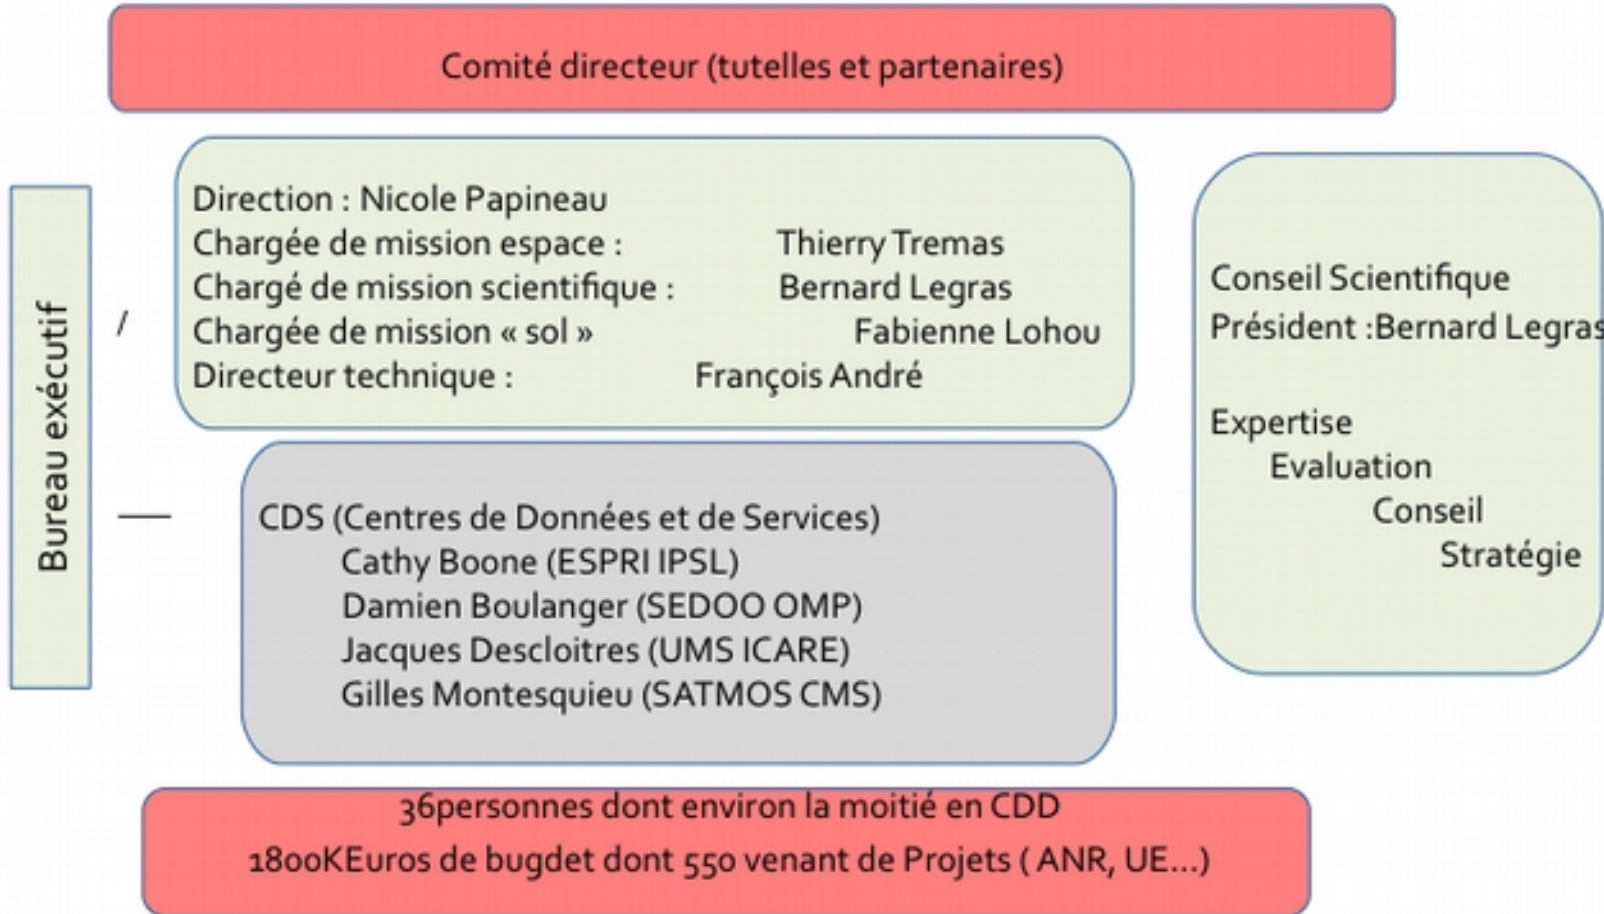 Comité directeur (tutelles et partenaires)
Bureau exécutif
/
Direction : Nicole Papineau
Chargée de mission espace : Thierry Tremas
Chargé de mission scientifique : Bernard Legras
Chargée de mission « sol » Fabienne Lohou
Directeur technique : François André
—
CDS (Centres de Données et de Services)
Cathy Boone (ESPRI IPSL)
Damien Boulanger (SEDOO OMP)
Jacques Descloitres (UMS ICARE)
Gilles Montesquieu (SATMOS CMS)
Conseil Scientifique
Président :Bernard Legras
Expertise
Evaluation
Conseil
Stratégie
36personnes dont environ la moitié en CDD
1800KEuros de bugdet dont 550 venant de Projets ( ANR, UE...)